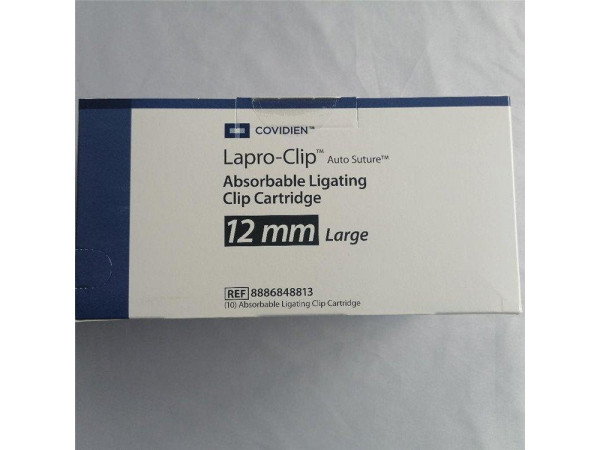 COVIDIEN™
Lapro-Clip™ Auto Suture™
Absorbable Ligating
Clip Cartridge
12 mm Large
REF 8886848813
(10) Absorbable Ligating Clip Cartridge